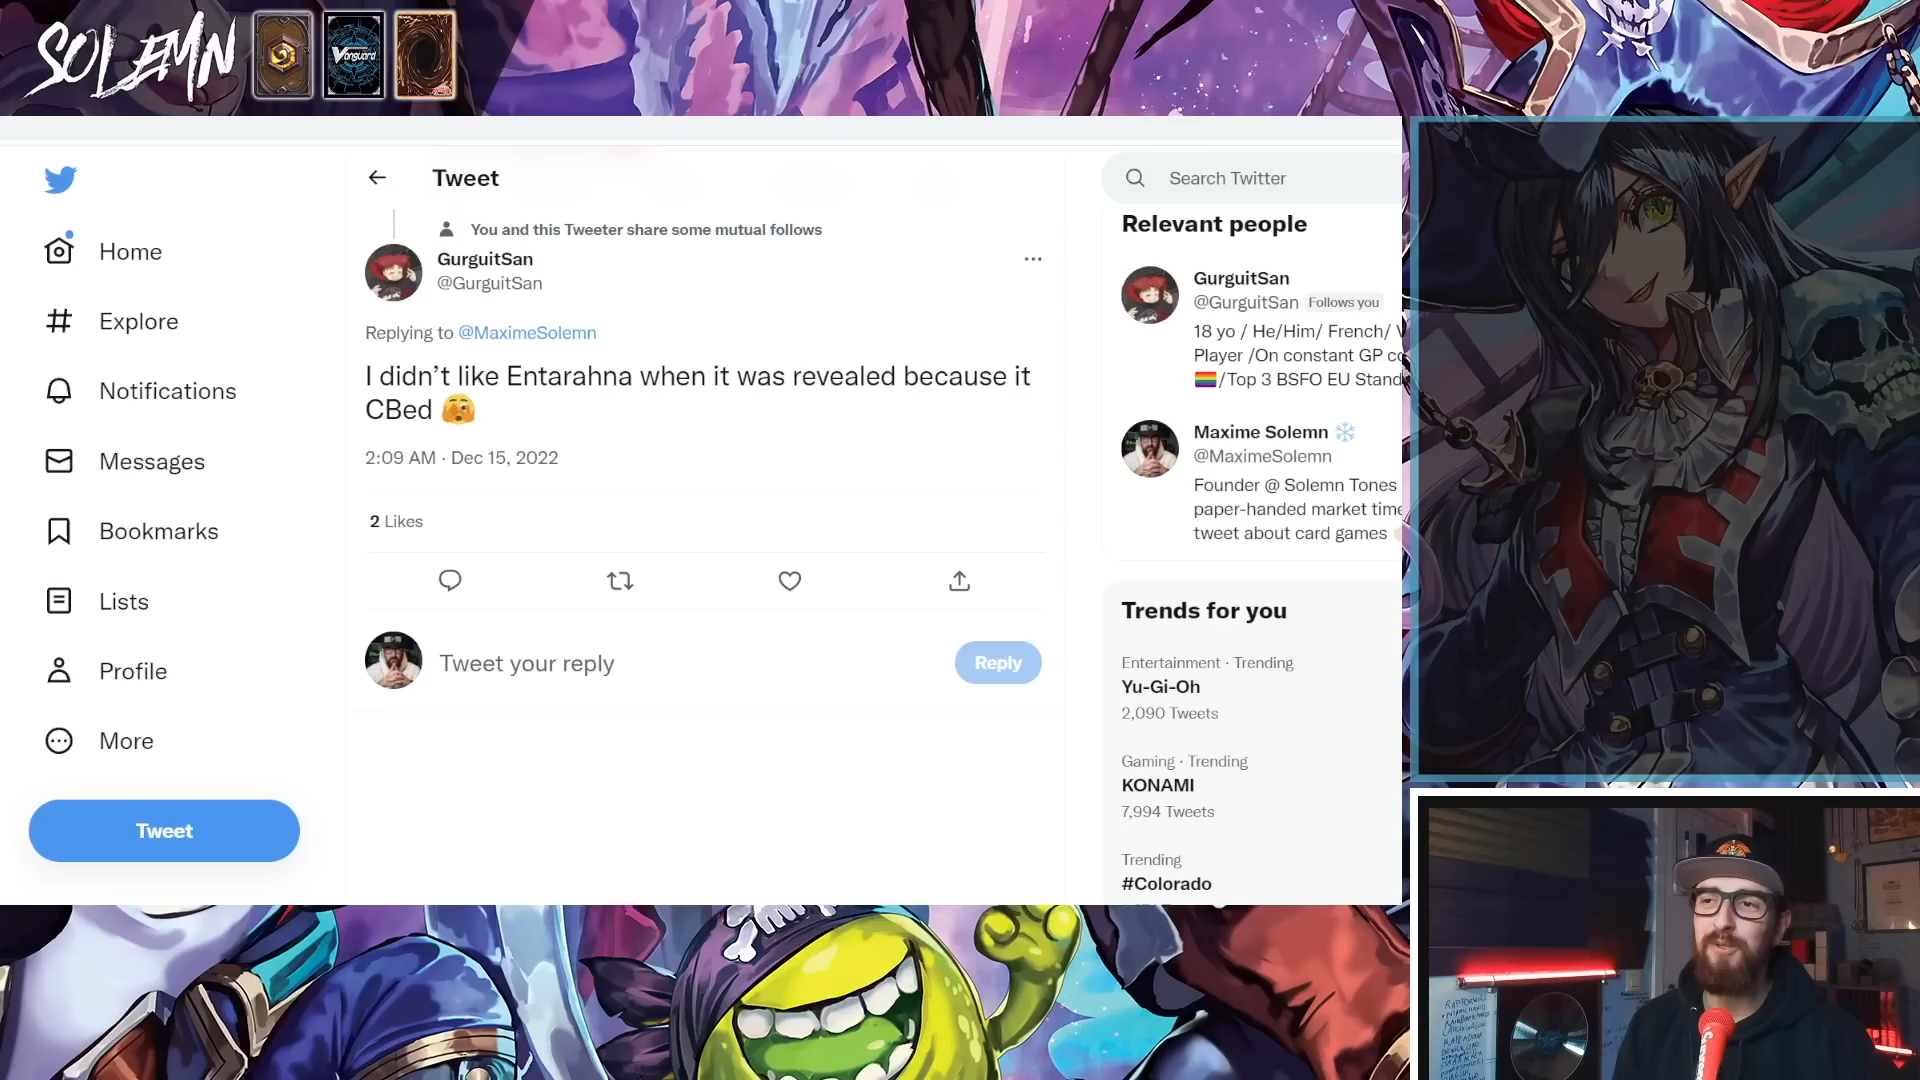 SOLEMN
Vanguard
Tweet
Search Twitter
You and this Tweeter share some mutual follows
GurguitSan
@GurguitSan
Replying to @MaximeSolemn
I didn’t like Entarahna when it was revealed because it
CBed
2:09 AM · Dec 15, 2022
2 Likes
Tweet your reply
Reply
Home
Explore
Notifications
Messages
Bookmarks
Lists
Profile
More
Tweet
Relevant people
GurguitSan
@GurguitSan Follows you
18 yo / He/Him/ French/
Player /On constant GP
/Top 3 BSFO EU Stand
Maxime Solemn
@MaximeSolemn
Founder @ Solemn Tones
paper-handed market time
tweet about card games
Trends for you
Entertainment · Trending
Yu-Gi-Oh
2,090 Tweets
Gaming · Trending
KONAMI
7,994 Tweets
Trending
#Colorado